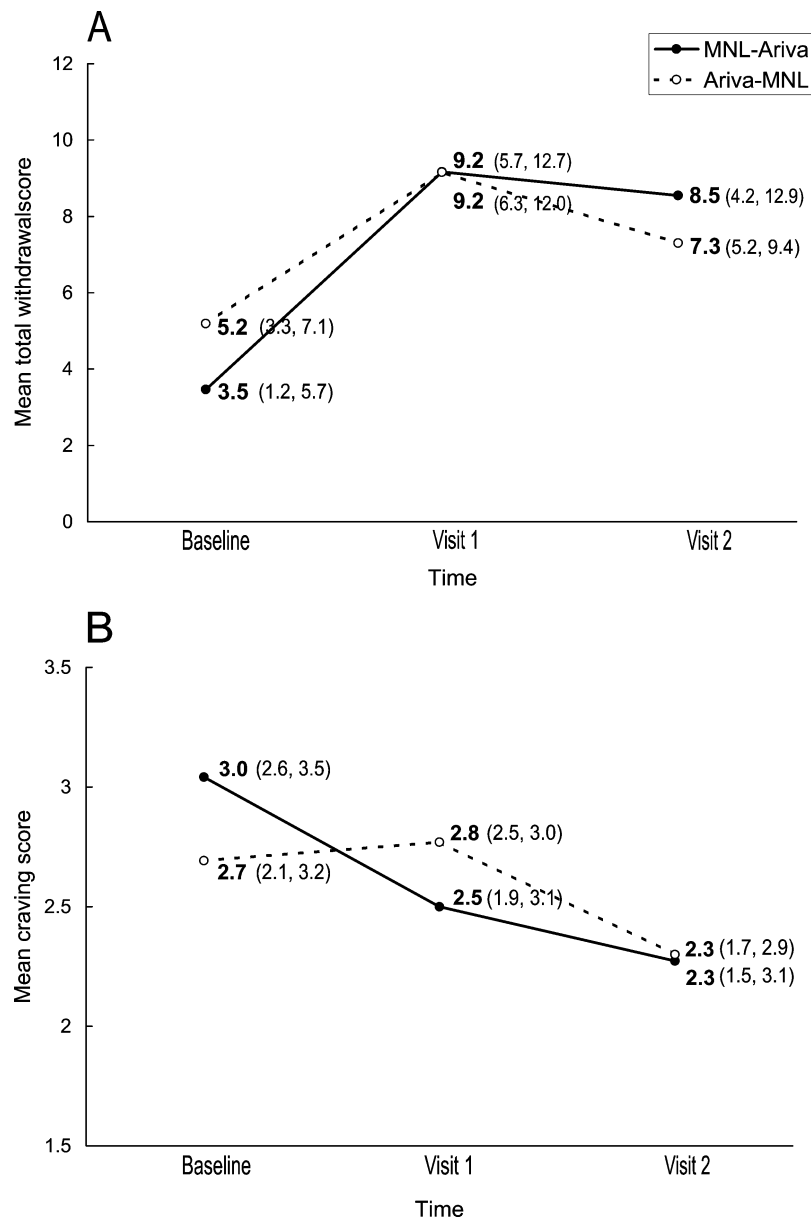 A
MNL-Ariva
Ariva-MNL
12
10
8
6
4
2
0
Mean total withdrawalscore
9.2 (5.7, 12.7)
9.2 (6.3, 12.0)
8.5 (4.2, 12.9)
7.3 (5.2, 9.4)
5.2 (3.3, 7.1)
3.5 (1.2, 5.7)
Baseline Visit 1 Visit 2
Time
B
3.5
3
2.5
2
1.5
Mean craving score
3.0 (2.6, 3.5)
2.8 (2.5, 3.0)
2.7 (2.1, 3.2)
2.5 (1.9, 3.1)
2.3 (1.7, 2.9)
2.3 (1.5, 3.1)
Baseline Visit 1 Visit 2
Time